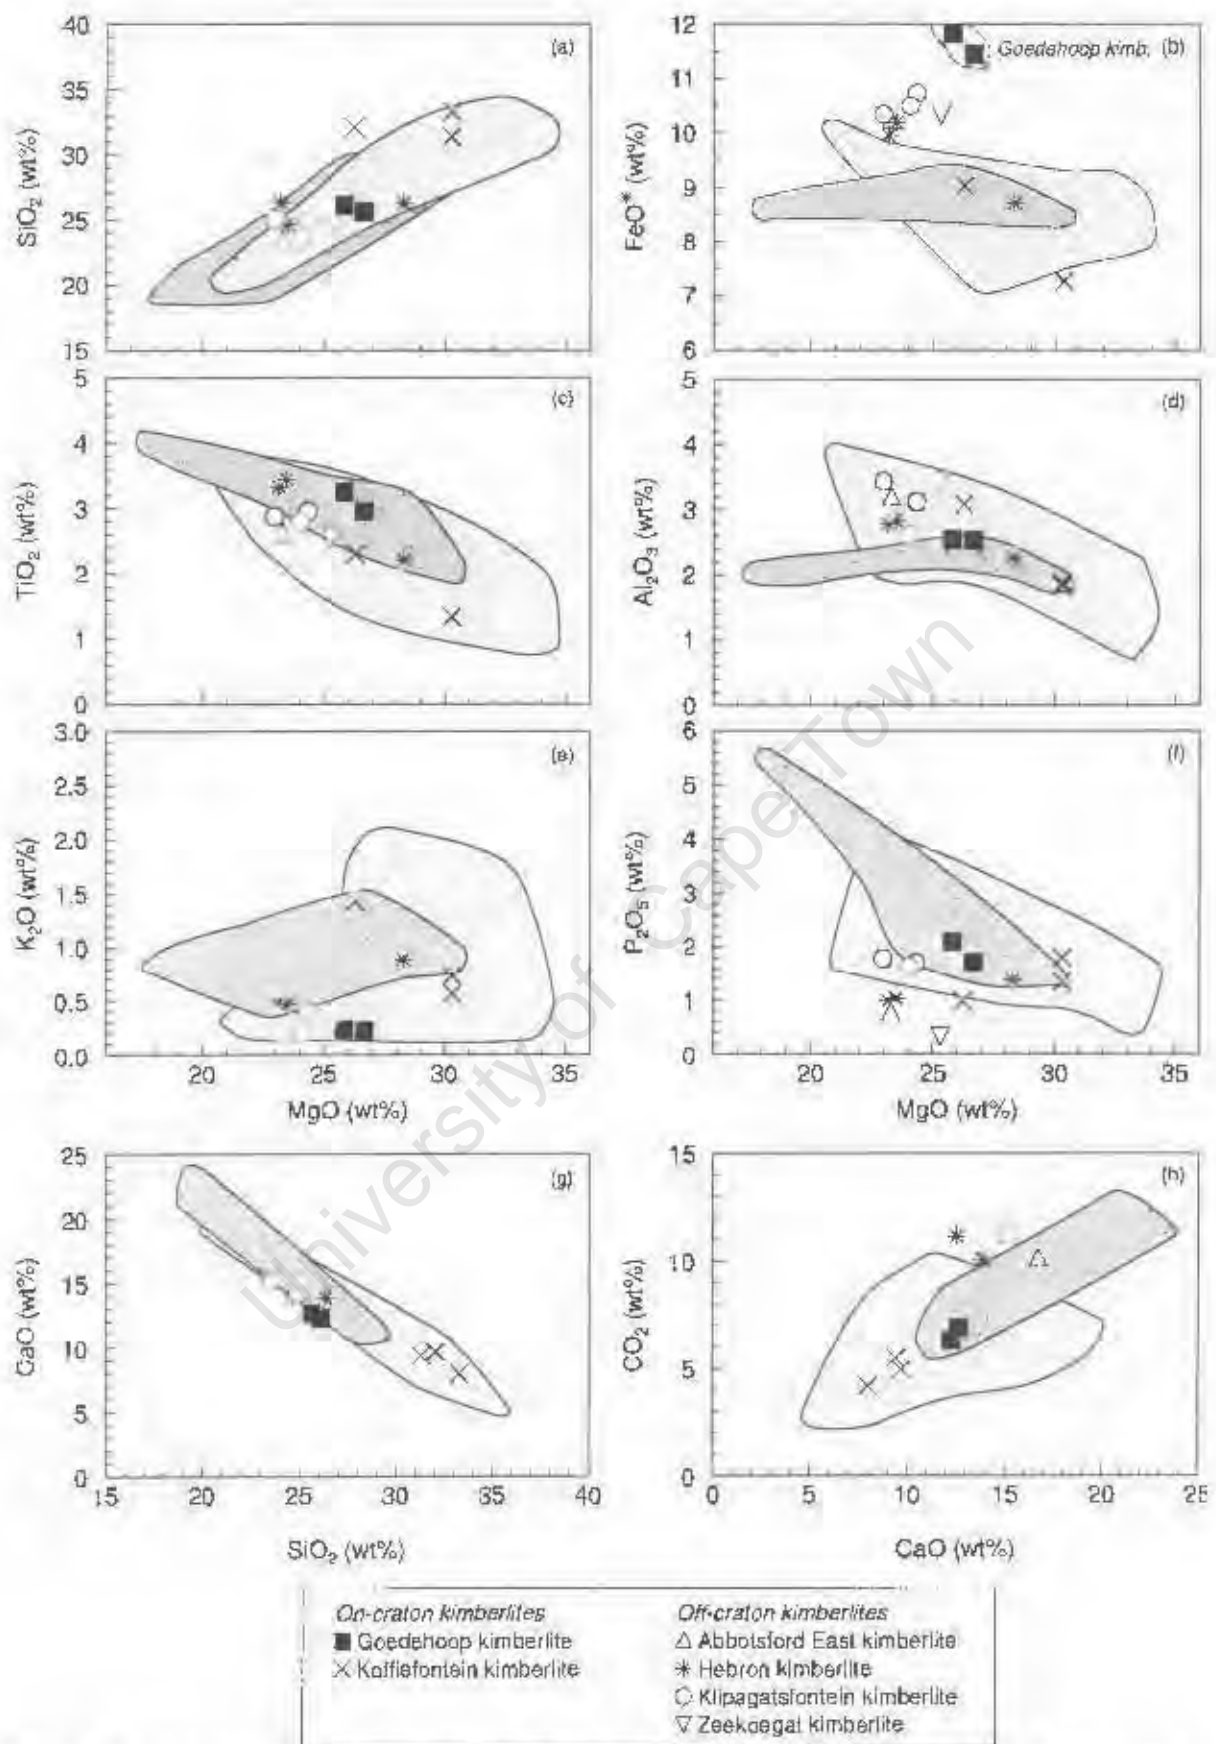 40
35
30
25
20
15
SiO₂ (wt%)
(a)
12
11
10
9
8
7
6
FeO* (wt%)
Goedehoop kimb. (b)
5
4
3
2
1
0
TiO₂ (wt%)
(c)
5
4
3
2
1
0
Al₂O₃ (wt%)
(d)
3.0
2.5
2.0
1.5
1.0
0.5
0.0
K₂O (wt%)
(e)
20 25 30 35
MgO (wt%)
6
5
4
3
2
1
0
P₂O₅ (wt%)
(f)
20 25 30 35
MgO (wt%)
25
20
15
10
5
0
CaO (wt%)
(g)
15 20 25 30 35 40
SiO₂ (wt%)
15
10
5
0
CO₂ (wt%)
(h)
0 5 10 15 20 25
CaO (wt%)
On-craton kimberlites
Goedehoop kimberlite
Koffiefontein kimberlite
Off-craton kimberlites
Abbotsford East kimberlite
Hebron kimberlite
Klipgatsfontein kimberlite
Zeekoegat kimberlite
University of Cape Town